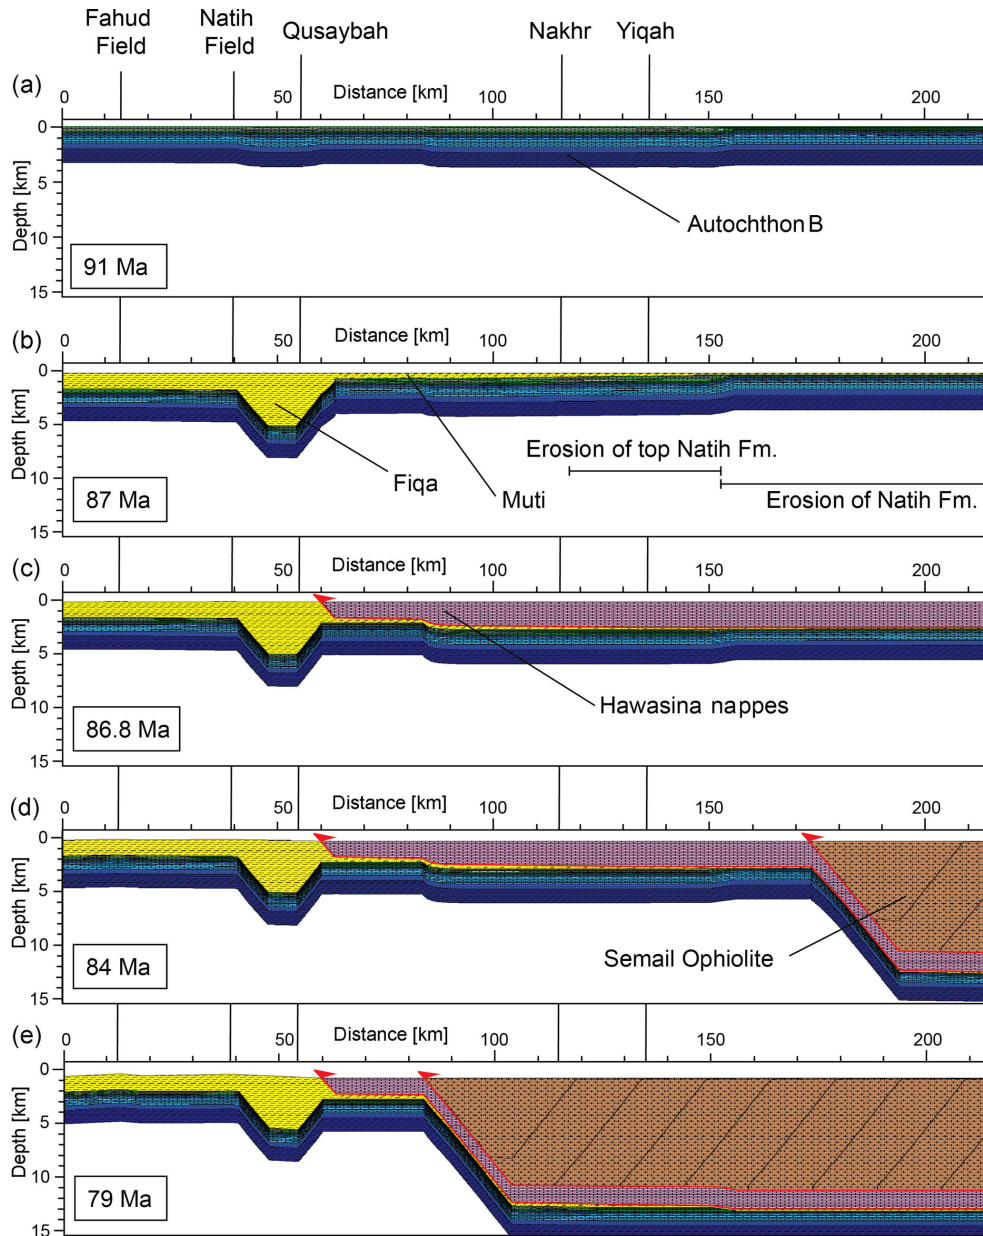 Fahud Field
Natih Field
Qusaybah
Nakhr
Yiqah
(a)
0 50 Distance [km] 100 150 200
Depth [km]
0
5
10
15
Autochthon B
91 Ma
(b)
0 50 Distance [km] 100 150 200
Depth [km]
0
5
10
15
Erosion of top Natih Fm.
Fiqa
Muti
Erosion of Natih Fm.
87 Ma
(c)
0 50 Distance [km] 100 150 200
Depth [km]
0
5
10
15
Hawasina nappes
86.8 Ma
(d)
0 50 Distance [km] 100 150 200
Depth [km]
0
5
10
15
Semail Ophiolite
84 Ma
(e)
0 50 Distance [km] 100 150 200
Depth [km]
0
5
10
15
79 Ma